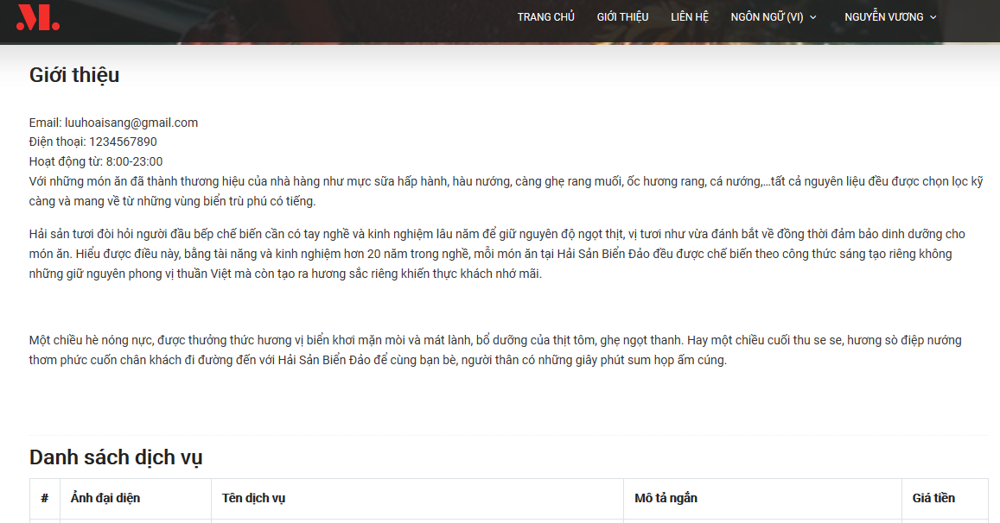 M.
TRANG CHỦ GIỚI THIỆU LIÊN HỆ NGÔN NGỮ (VI) NGUYỄN VƯƠNG
Giới thiệu
Email: luuhoaisang@gmail.com
Điện thoại: 1234567890
Hoạt động từ: 8:00-23:00
Với những món ăn đã thành thương hiệu của nhà hàng như mực sữa hấp hành, hàu nướng, càng ghẹ rang muối, ốc hương rang, cá nướng,...tất cả nguyên liệu đều được chọn lọc kỹ
càng và mang về từ những vùng biển trù phú có tiếng.
Hải sản tươi đòi hỏi người đầu bếp chế biến cần có tay nghề và kinh nghiệm lâu năm để giữ nguyên độ ngọt thịt, vị tươi như vừa đánh bắt về đồng thời đảm bảo dinh dưỡng cho
món ăn. Hiểu được điều này, bằng tài năng và kinh nghiệm hơn 20 năm trong nghề, mỗi món ăn tại Hải Sản Biển Đảo đều được chế biến theo công thức sáng tạo riêng không
những giữ nguyên phong vị thuần Việt mà còn tạo ra hương sắc riêng khiến thực khách nhớ mãi.
Một chiều hè nóng nực, được thưởng thức hương vị biển khơi mặn mòi và mát lành, bổ dưỡng của thịt tôm, ghẹ ngọt thanh. Hay một chiều cuối thu se se, hương sò điệp nướng
thơm phức cuốn chân khách đi đường đến với Hải Sản Biển Đảo để cùng bạn bè, người thân có những giây phút sum họp ấm cúng.
Danh sách dịch vụ
# Ảnh đại diện Tên dịch vụ Mô tả ngắn Giá tiền